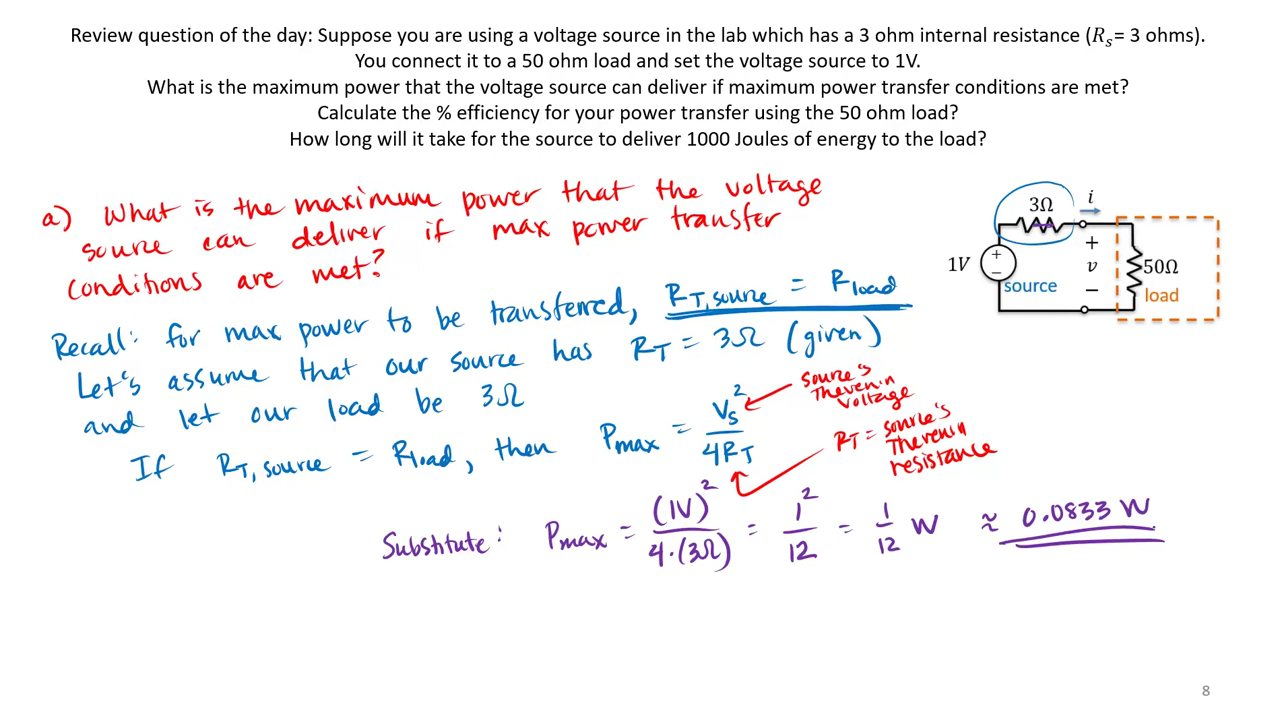 Review question of the day: Suppose you are using a voltage source in the lab which has a 3 ohm internal resistance (Rₛ= 3 ohms).
You connect it to a 50 ohm load and set the voltage source to 1V.
What is the maximum power that the voltage source can deliver if maximum power transfer conditions are met?
Calculate the % efficiency for your power transfer using the 50 ohm load?
How long will it take for the source to deliver 1000 Joules of energy to the load?
a) What is the maximum power that the voltage
source can deliver if max power transfer
conditions are met?
3Ω
i
1V
+
−
+
v
−
50Ω
source
load
Recall: for max power to be transferred, R_T,source = Rload
Let's assume that our source has R_T = 3Ω (given)
and let our load be 3Ω
If R_T,source = Rload, then Pmax = Vs² / 4R_T
source's
Thevenin
Voltage
R_T = source's
Thevenin
resistance
Substitute: Pmax = (1V)² / 4·(3Ω) = 1² / 12 = 1/12 W ≈ 0.0833 W
8